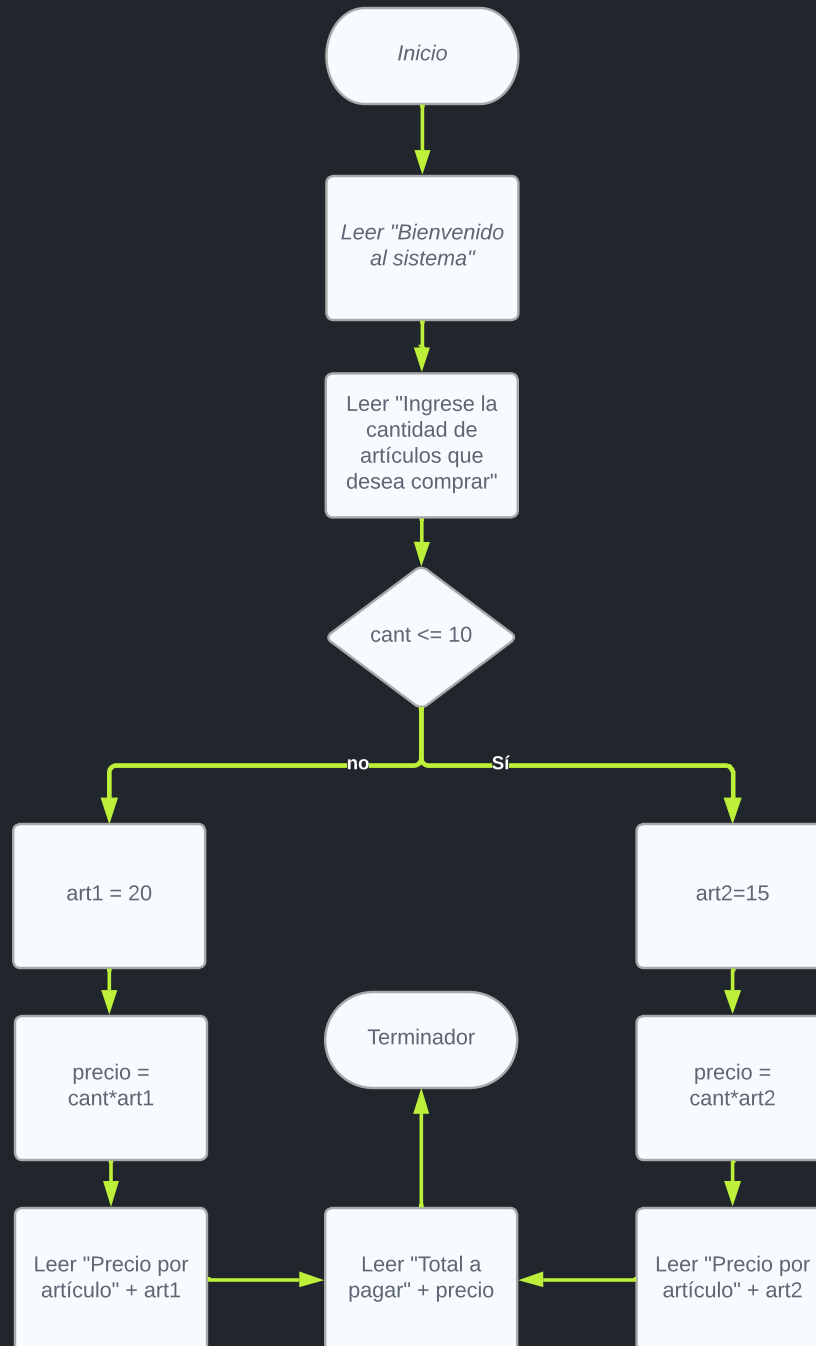 Inicio
Leer "Bienvenido
al sistema"
Leer "Ingrese la
cantidad de
artículos que
desea comprar"
cant <= 10
no
Sí
art1 = 20
art2=15
precio =
cant*art1
Terminador
precio =
cant*art2
Leer "Precio por
artículo" + art1
Leer "Total a
pagar" + precio
Leer "Precio por
artículo" + art2